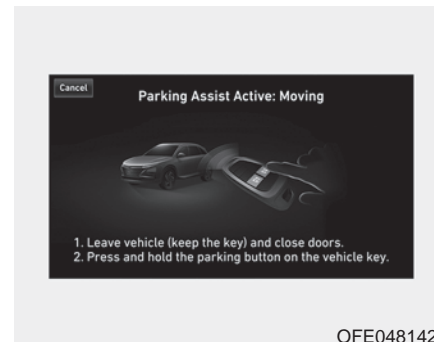 Cancel
Parking Assist Active: Moving
1. Leave vehicle (keep the key) and close doors.
2. Press and hold the parking button on the vehicle key.
OFE048142